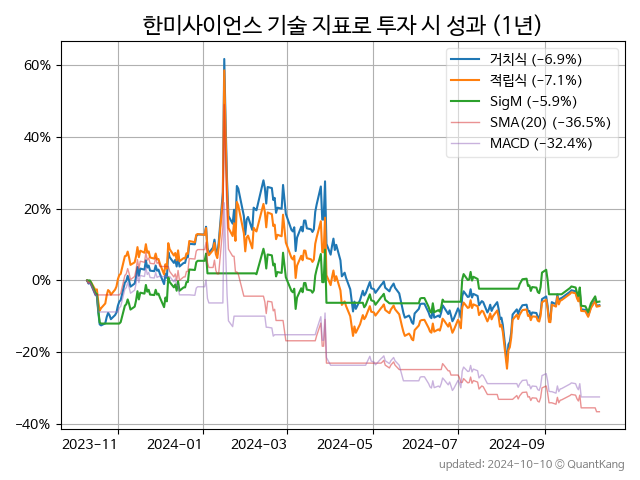 한미사이언스 기술 지표로 투자 시 성과 (1년)
거치식 (−6.9%)
적립식 (−7.1%)
SigM (−5.9%)
SMA(20) (−36.5%)
MACD (−32.4%)
60%
40%
20%
0%
−20%
−40%
2023-11 2024-01 2024-03 2024-05 2024-07 2024-09
updated: 2024-10-10 © QuantKang